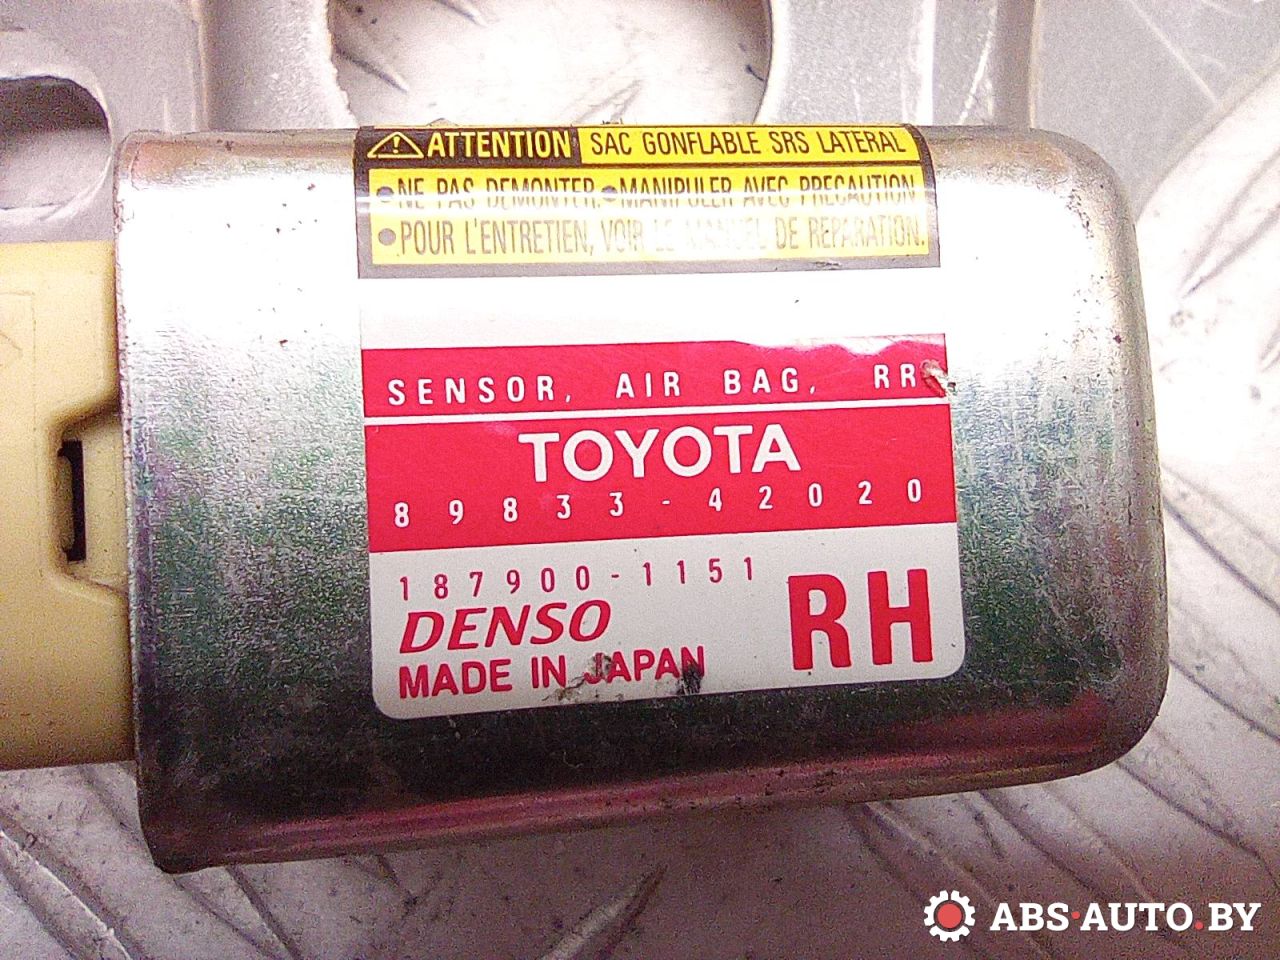 ATTENTION SAC GONFLABLE SRS LATERAL
•NE PAS DEMONTER. •MANIPULER AVEC PRECAUTION
•POUR L'ENTRETIEN, VOIR LE MANUEL DE REPARATION.
SENSOR, AIR BAG, RR
TOYOTA
89833-42020
187900-1151
DENSO
MADE IN JAPAN
RH
ABS·AUTO.BY